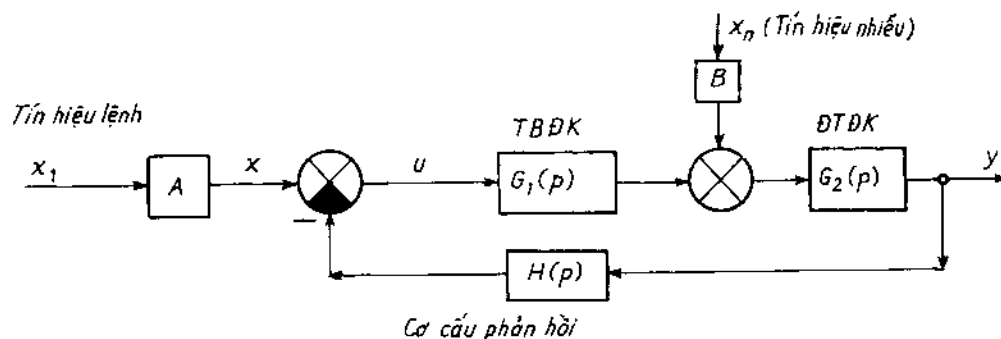 xn (Tín hiệu nhiễu)
B
Tín hiệu lệnh
TBĐK
ĐTĐK
x1
A
x
u
G1(p)
G2(p)
y
−
H(p)
Cơ cấu phản hồi